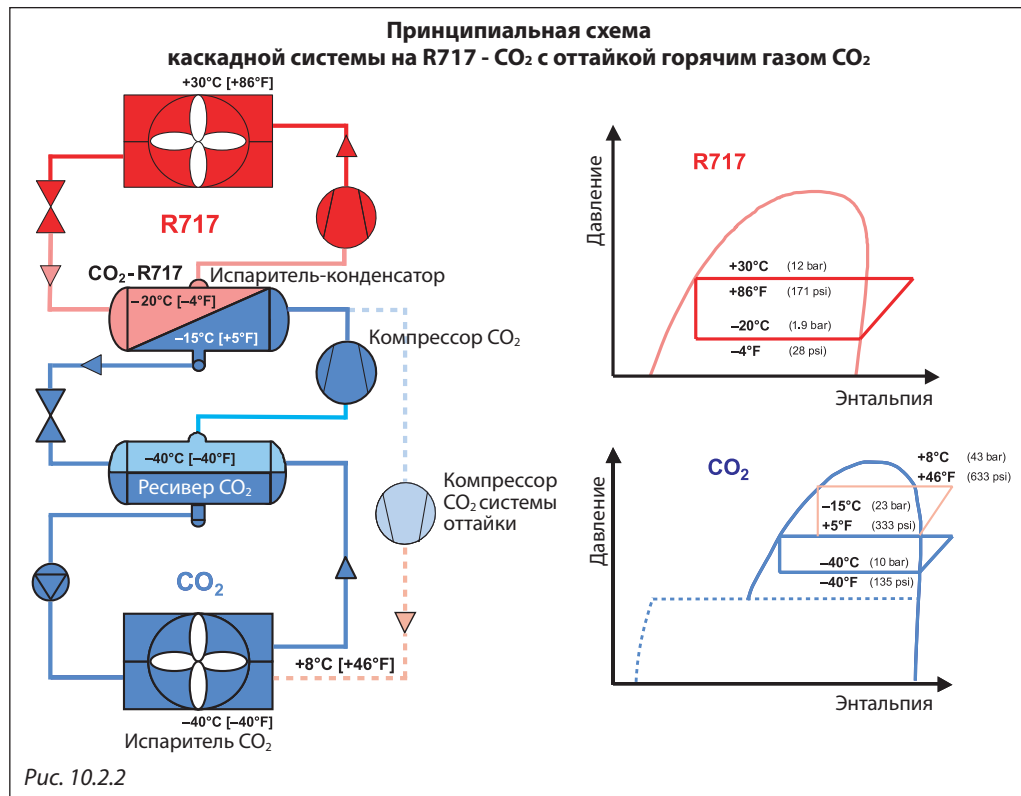 Принципиальная схема
каскадной системы на R717 - CO₂ с оттайкой горячим газом CO₂
+30°C [+86°F]
R717
CO₂-R717
Испаритель-конденсатор
–20°C [–4°F]
–15°C [+5°F]
Компрессор CO₂
–40°C [–40°F]
Ресивер CO₂
Компрессор
CO₂ системы
оттайки
CO₂
+8°C [+46°F]
–40°C [–40°F]
Испаритель CO₂
Рис. 10.2.2
Давление
R717
+30°C (12 bar)
+86°F (171 psi)
–20°C (1.9 bar)
–4°F (28 psi)
Энтальпия
Давление
CO₂
+8°C (43 bar)
+46°F (633 psi)
–15°C (23 bar)
+5°F (333 psi)
–40°C (10 bar)
–40°F (135 psi)
Энтальпия